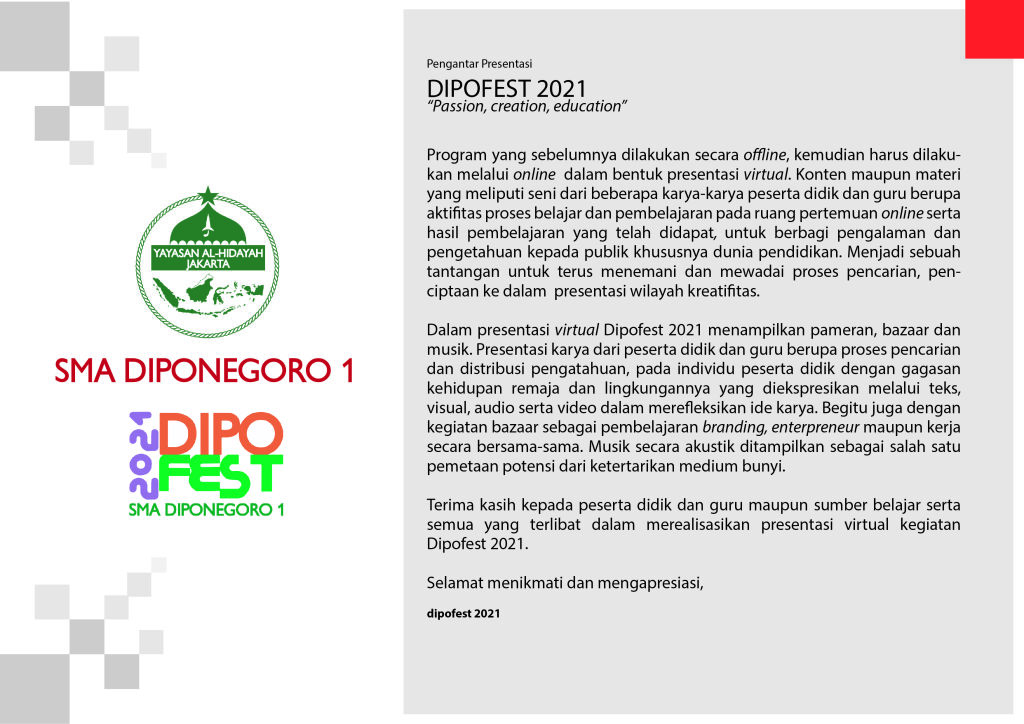 YAYASAN AL-HIDAYAH
JAKARTA
SMA DIPONEGORO 1
2021
DIPO
FEST
SMA DIPONEGORO 1
Pengantar Presentasi
DIPOFEST 2021
“Passion, creation, education”
Program yang sebelumnya dilakukan secara offline, kemudian harus dilaku-
kan melalui online dalam bentuk presentasi virtual. Konten maupun materi
yang meliputi seni dari beberapa karya-karya peserta didik dan guru berupa
aktifitas proses belajar dan pembelajaran pada ruang pertemuan online serta
hasil pembelajaran yang telah didapat, untuk berbagi pengalaman dan
pengetahuan kepada publik khususnya dunia pendidikan. Menjadi sebuah
tantangan untuk terus menemani dan mewadai proses pencarian, pen-
ciptaan ke dalam presentasi wilayah kreatifitas.
Dalam presentasi virtual Dipofest 2021 menampilkan pameran, bazaar dan
musik. Presentasi karya dari peserta didik dan guru berupa proses pencarian
dan distribusi pengatahuan, pada individu peserta didik dengan gagasan
kehidupan remaja dan lingkungannya yang diekspresikan melalui teks,
visual, audio serta video dalam merefleksikan ide karya. Begitu juga dengan
kegiatan bazaar sebagai pembelajaran branding, enterpreneur maupun kerja
secara bersama-sama. Musik secara akustik ditampilkan sebagai salah satu
pemetaan potensi dari ketertarikan medium bunyi.
Terima kasih kepada peserta didik dan guru maupun sumber belajar serta
semua yang terlibat dalam merealisasikan presentasi virtual kegiatan
Dipofest 2021.
Selamat menikmati dan mengapresiasi,
dipofest 2021